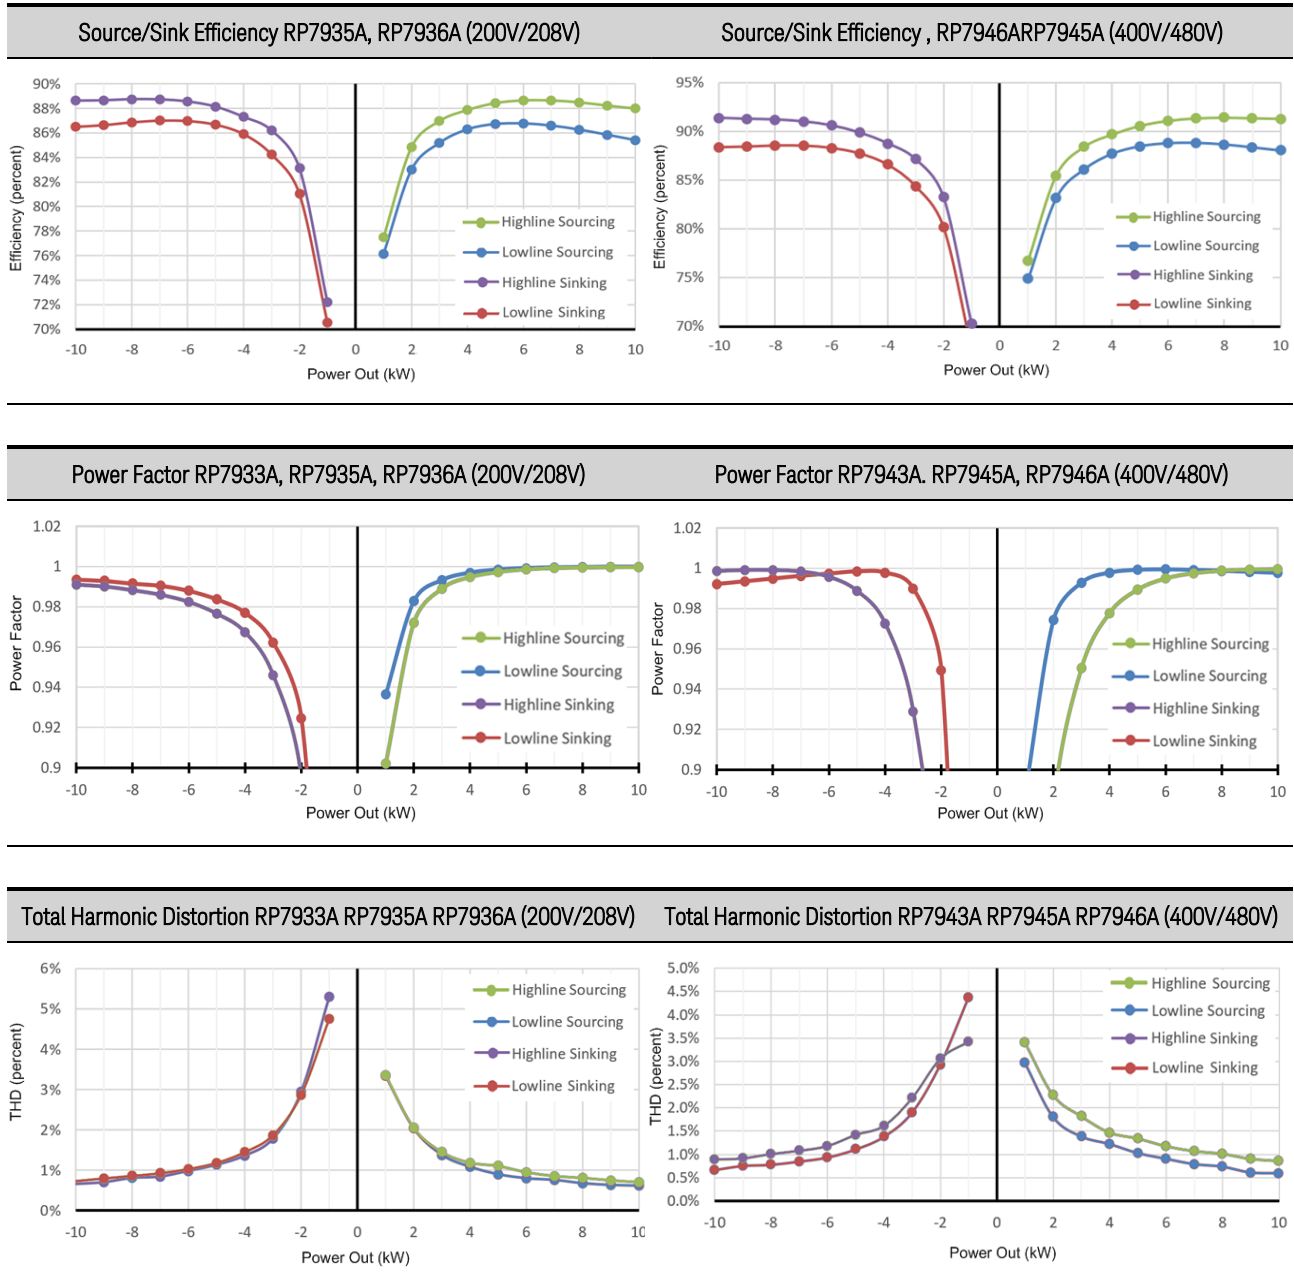 Source/Sink Efficiency RP7935A, RP7936A (200V/208V)
Source/Sink Efficiency , RP7946ARP7945A (400V/480V)
90%
88%
86%
84%
82%
80%
78%
76%
74%
72%
70%
Efficiency (percent)
Highline Sourcing
Lowline Sourcing
Highline Sinking
Lowline Sinking
-10 -8 -6 -4 -2 0 2 4 6 8 10
Power Out (kW)
95%
90%
85%
80%
75%
70%
Efficiency (percent)
Highline Sourcing
Lowline Sourcing
Highline Sinking
Lowline Sinking
-10 -8 -6 -4 -2 0 2 4 6 8 10
Power Out (kW)
Power Factor RP7933A, RP7935A, RP7936A (200V/208V)
Power Factor RP7943A. RP7945A, RP7946A (400V/480V)
1.02
1
0.98
0.96
0.94
0.92
0.9
Power Factor
Highline Sourcing
Lowline Sourcing
Highline Sinking
Lowline Sinking
-10 -8 -6 -4 -2 0 2 4 6 8 10
Power Out (kW)
1.02
1
0.98
0.96
0.94
0.92
0.9
Power Factor
Highline Sourcing
Lowline Sourcing
Highline Sinking
Lowline Sinking
-10 -8 -6 -4 -2 0 2 4 6 8 10
Power Out (kW)
Total Harmonic Distortion RP7933A RP7935A RP7936A (200V/208V)
Total Harmonic Distortion RP7943A RP7945A RP7946A (400V/480V)
6%
5%
4%
3%
2%
1%
0%
THD (percent)
Highline Sourcing
Lowline Sourcing
Highline Sinking
Lowline Sinking
-10 -8 -6 -4 -2 0 2 4 6 8 10
Power Out (kW)
5.0%
4.5%
4.0%
3.5%
3.0%
2.5%
2.0%
1.5%
1.0%
0.5%
0.0%
THD (percent)
Highline Sourcing
Lowline Sourcing
Highline Sinking
Lowline Sinking
-10 -8 -6 -4 -2 0 2 4 6 8 10
Power Out (kW)